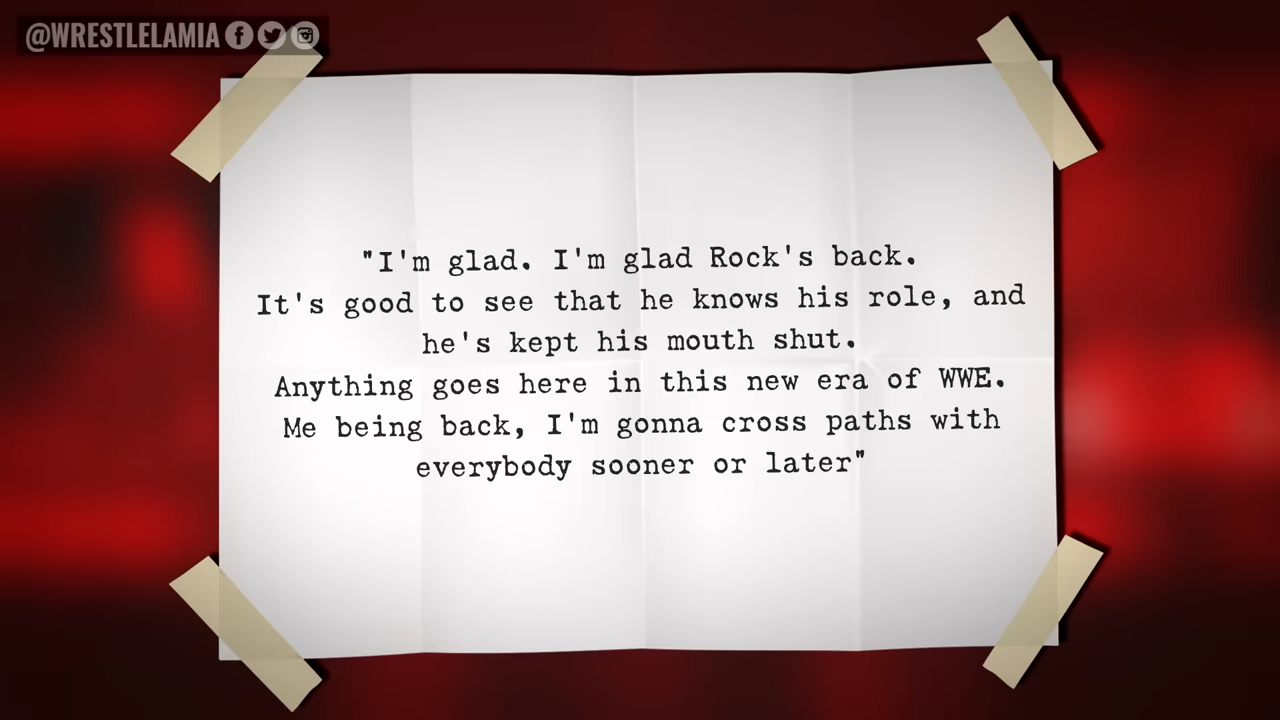 @WRESTLELAMIA
"I'm glad. I'm glad Rock's back.
It's good to see that he knows his role, and
he's kept his mouth shut.
Anything goes here in this new era of WWE.
Me being back, I'm gonna cross paths with
everybody sooner or later"